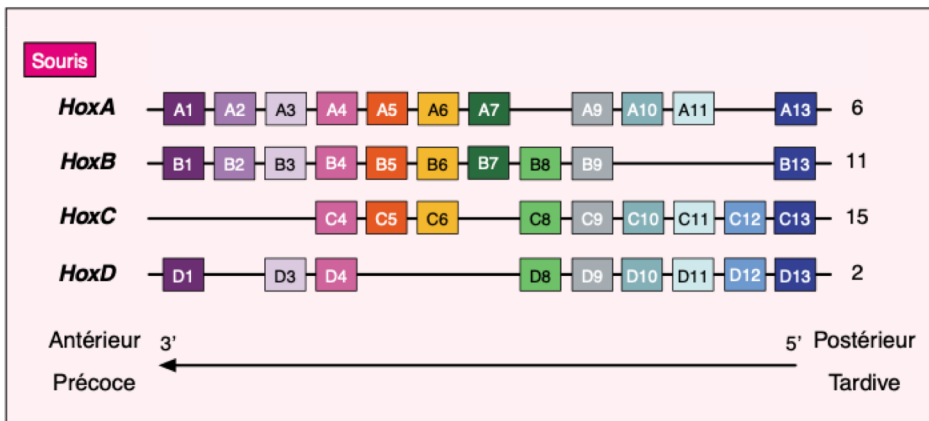 Souris
HoxA A1 A2 A3 A4 A5 A6 A7 A9 A10 A11 A13 6
HoxB B1 B2 B3 B4 B5 B6 B7 B8 B9 B13 11
HoxC C4 C5 C6 C8 C9 C10 C11 C12 C13 15
HoxD D1 D3 D4 D8 D9 D10 D11 D12 D13 2
Antérieur 3’ 5’ Postérieur
Précoce Tardive